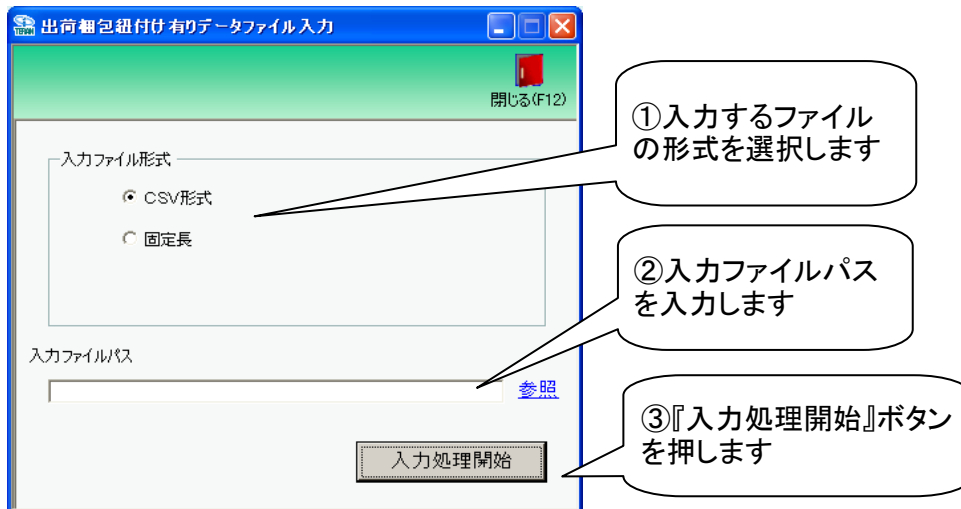 TERAN
出荷梱包紐付け有りデータファイル入力
閉じる(F12)
①入力するファイル
の形式を選択します
入力ファイル形式
CSV形式
固定長
②入力ファイルパス
を入力します
入力ファイルパス
参照
③『入力処理開始』ボタン
を押します
入力処理開始